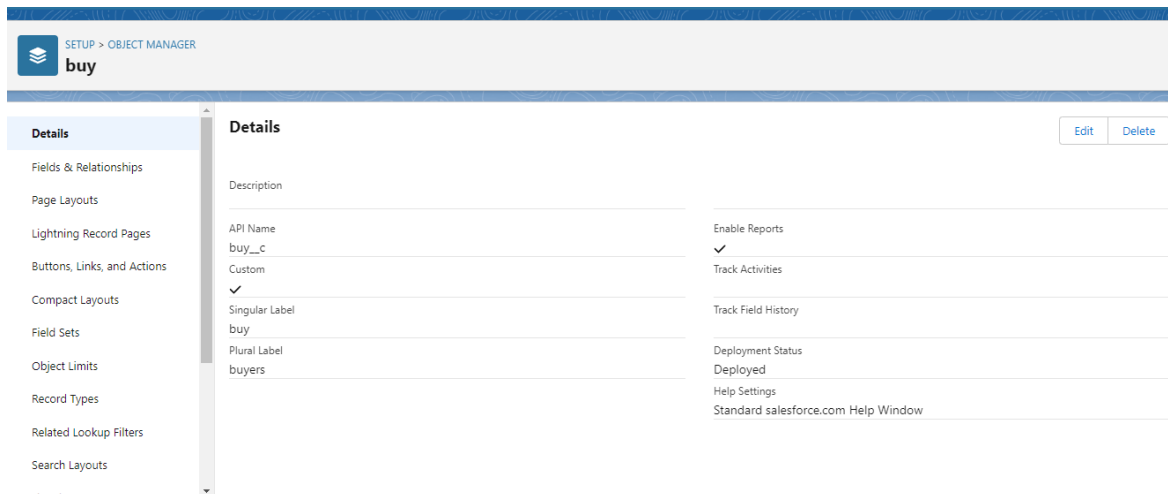 SETUP > OBJECT MANAGER
buy
Details
Fields & Relationships
Page Layouts
Lightning Record Pages
Buttons, Links, and Actions
Compact Layouts
Field Sets
Object Limits
Record Types
Related Lookup Filters
Search Layouts
Details
Edit
Delete
Description
API Name
buy__c
Custom
Singular Label
buy
Plural Label
buyers
Enable Reports
Track Activities
Track Field History
Deployment Status
Deployed
Help Settings
Standard salesforce.com Help Window